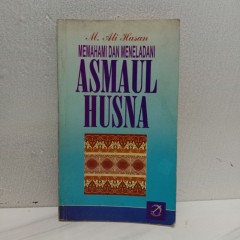 M. Ali Hasan
MEMAHAMI DAN MENELADANI
ASMAUL
HUSNA